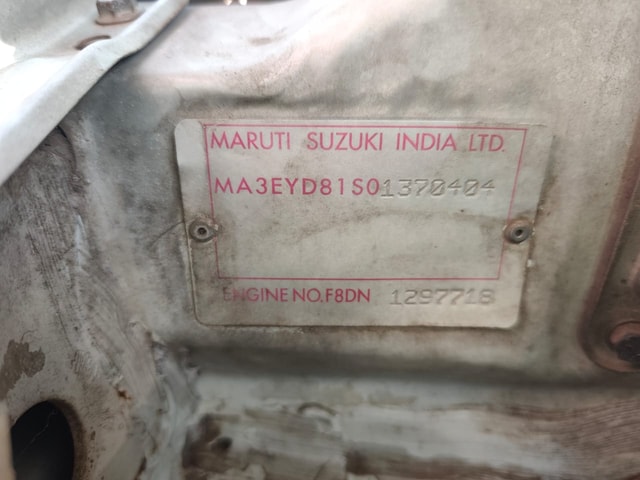 MARUTI SUZUKI INDIA LTD.
MA3EYD81S01370404
ENGINE NO.F8DN 1297718